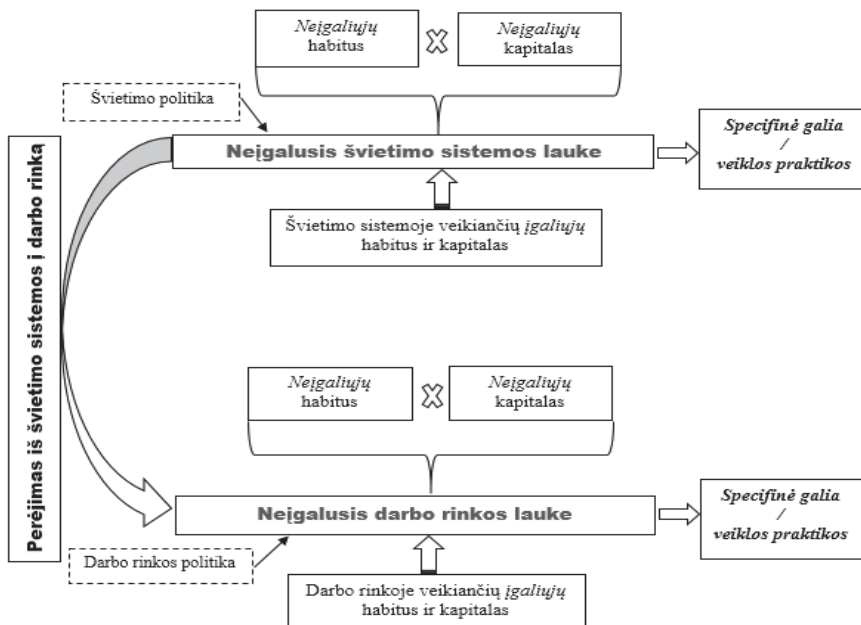 Neįgaliųjų
habitus
Neįgaliųjų
kapitalas
Švietimo politika
Neįgalusis švietimo sistemos lauke
Specifinė galia
/
veiklos praktikos
Švietimo sistemoje veikiančių įgaliųjų
habitus ir kapitalas
Perėjimas iš švietimo sistemos į darbo rinką
Neįgaliųjų
habitus
Neįgaliųjų
kapitalas
Neįgalusis darbo rinkos lauke
Specifinė galia
/
veiklos praktikos
Darbo rinkos politika
Darbo rinkoje veikiančių įgaliųjų
habitus ir kapitalas